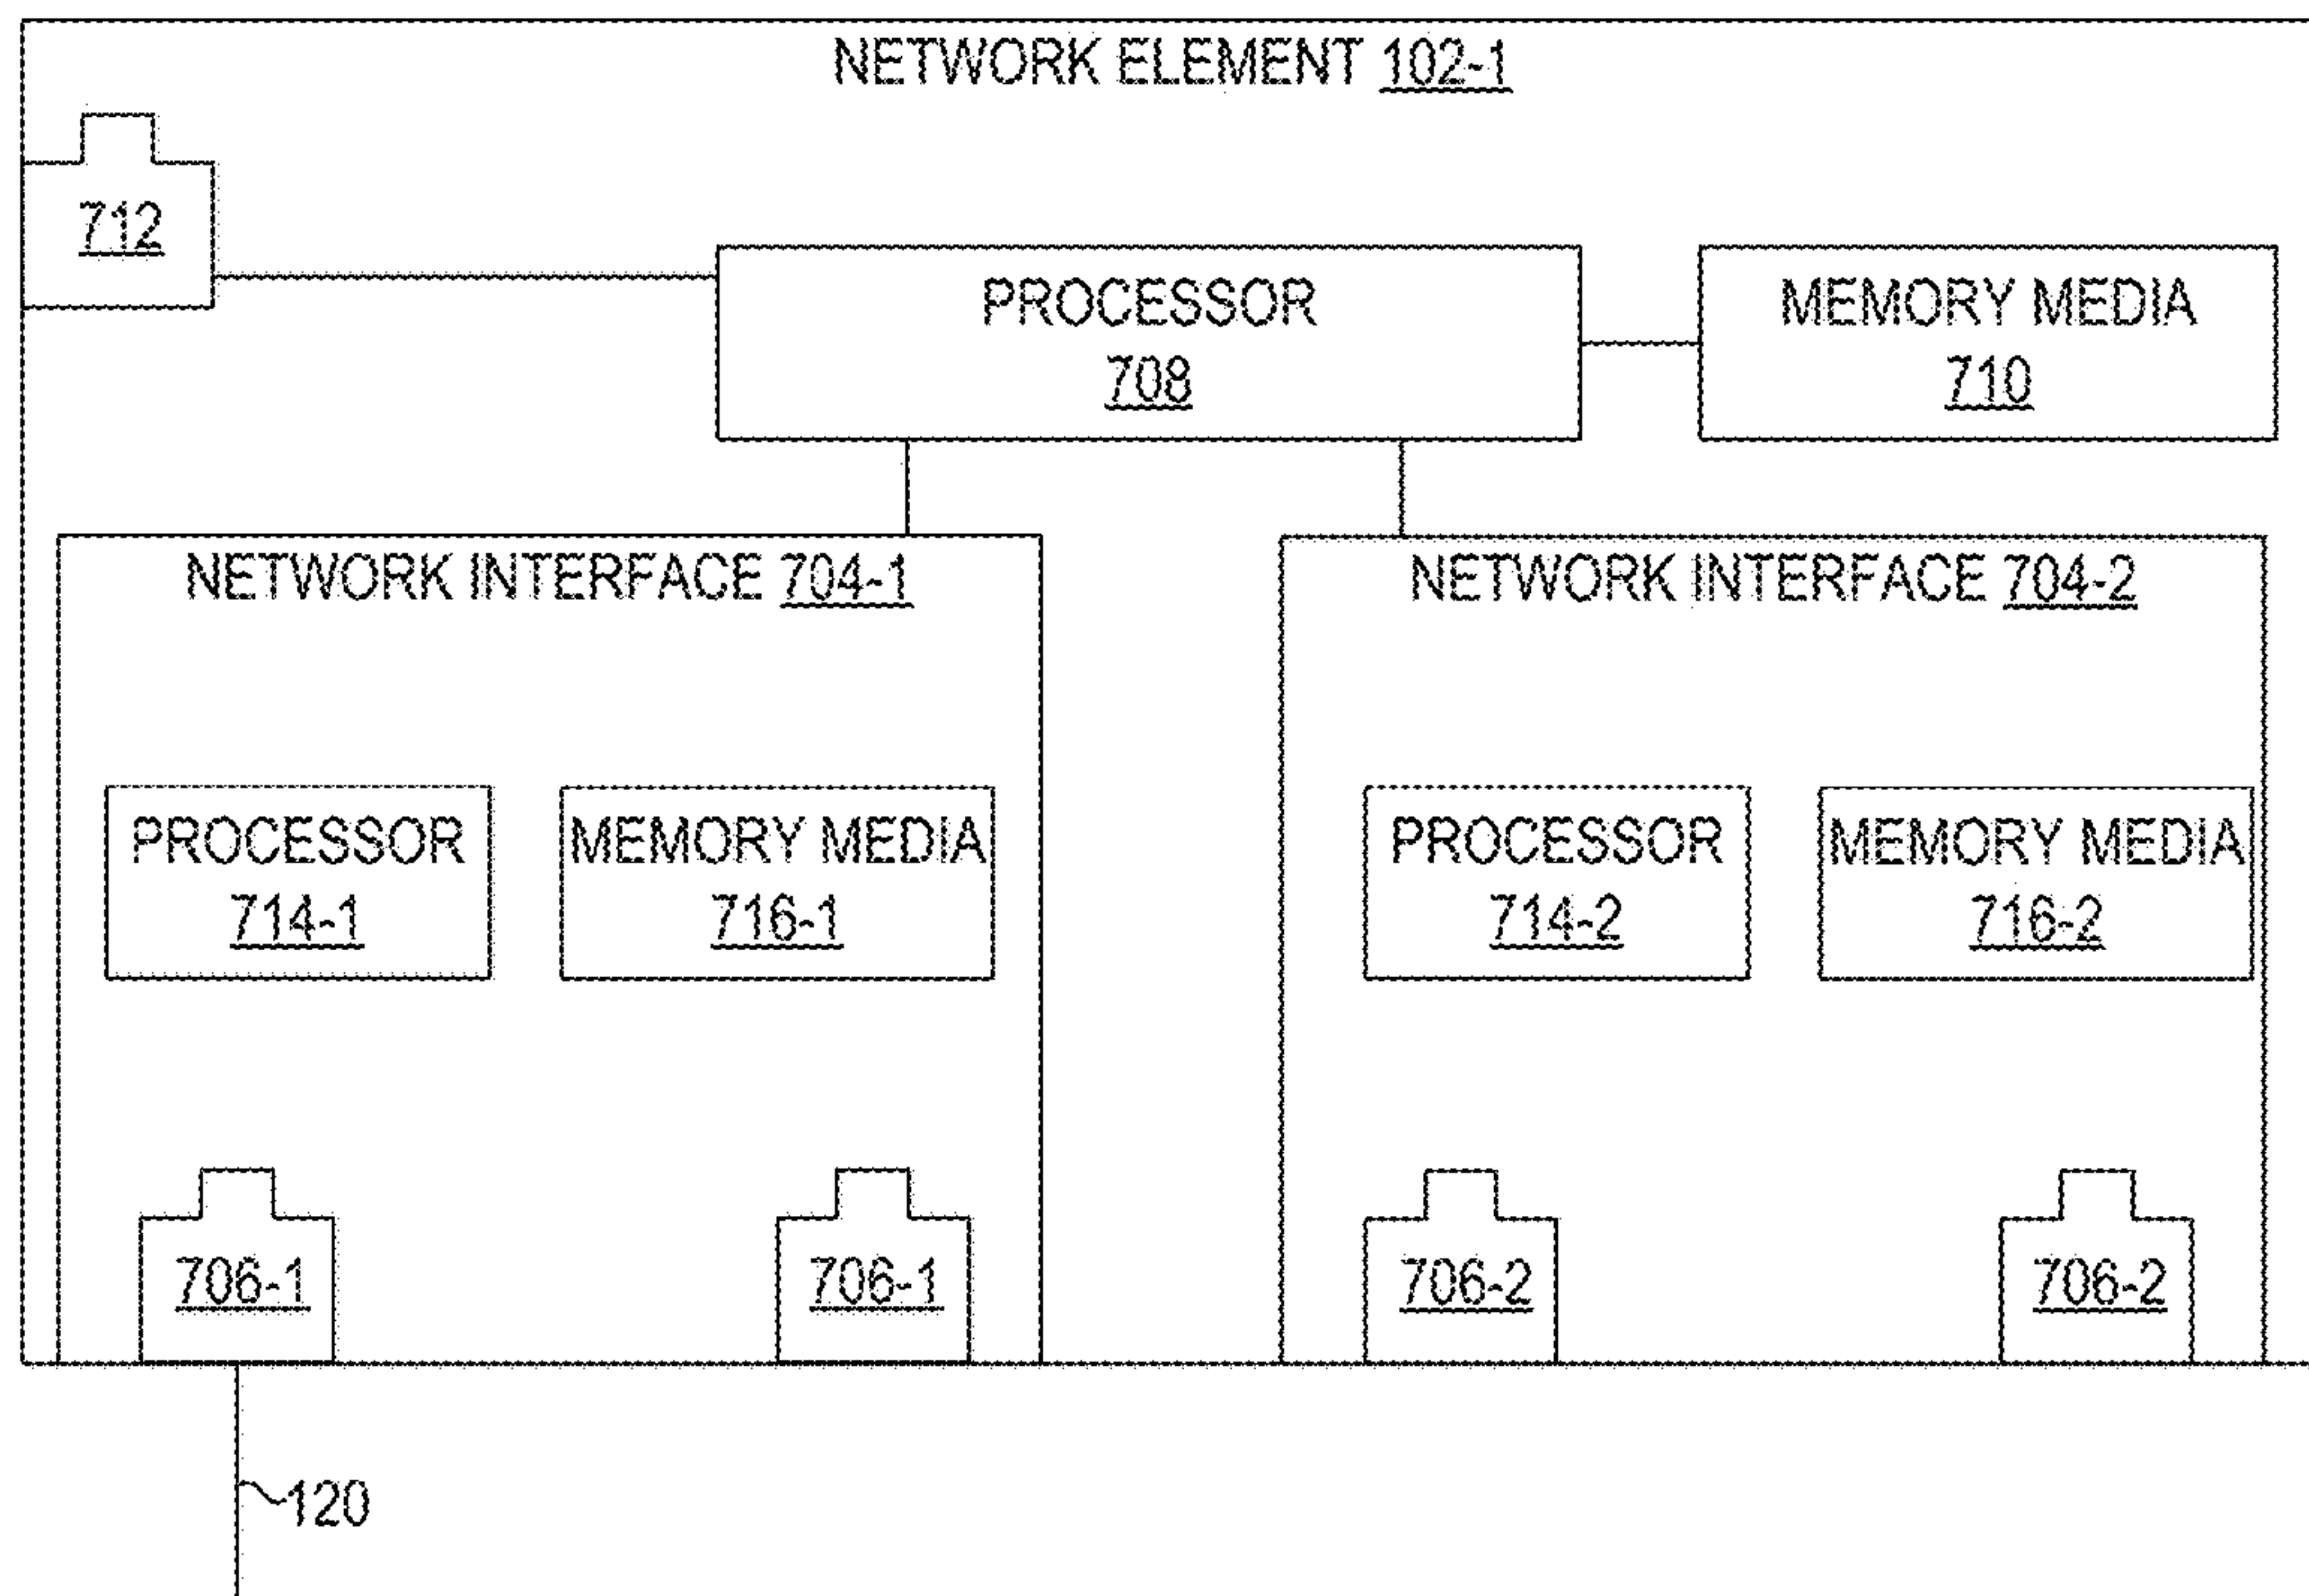 NETWORK ELEMENT 102-1
712
PROCESSOR
708
MEMORY MEDIA
710
NETWORK INTERFACE 704-1
PROCESSOR
714-1
MEMORY MEDIA
716-1
706-1
706-1
NETWORK INTERFACE 704-2
PROCESSOR
714-2
MEMORY MEDIA
716-2
706-2
706-2
120